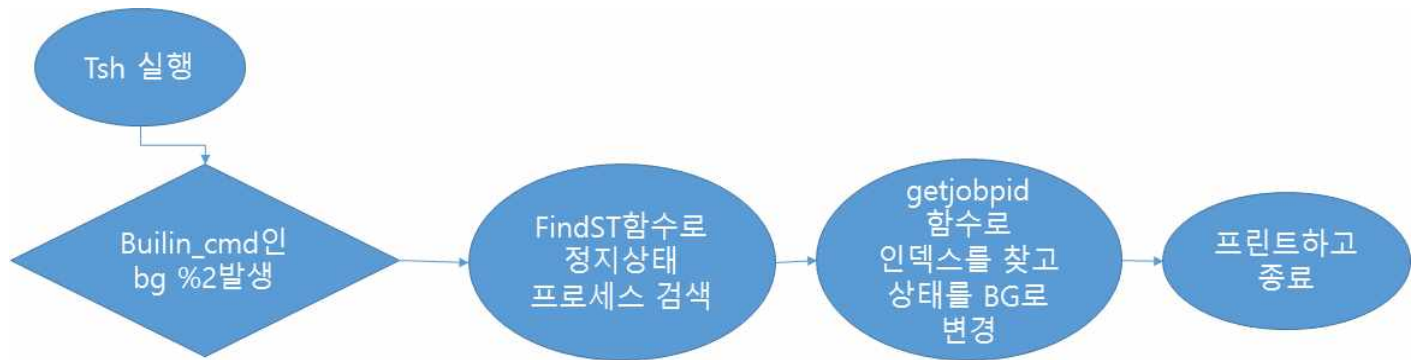 Tsh 실행
Builin_cmd인
bg %2발생
FindST함수로
정지상태
프로세스 검색
getjobpid
함수로
인덱스를 찾고
상태를 BG로
변경
프린트하고
종료